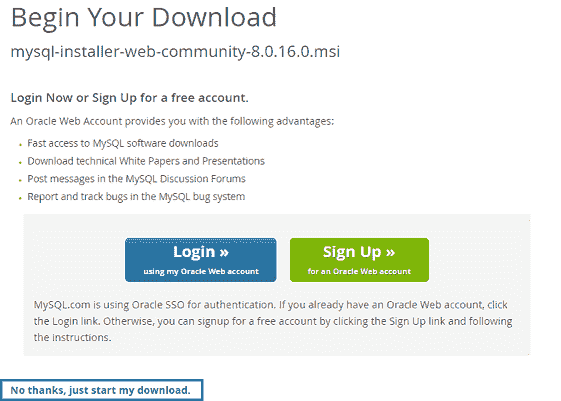 Begin Your Download
mysql-installer-web-community-8.0.16.0.msi
Login Now or Sign Up for a free account.
An Oracle Web Account provides you with the following advantages:
Fast access to MySQL software downloads
Download technical White Papers and Presentations
Post messages in the MySQL Discussion Forums
Report and track bugs in the MySQL bug system
Login »
using my Oracle Web account
Sign Up »
for an Oracle Web account
MySQL.com is using Oracle SSO for authentication. If you already have an Oracle Web account, click
the Login link. Otherwise, you can signup for a free account by clicking the Sign Up link and following
the instructions.
No thanks, just start my download.